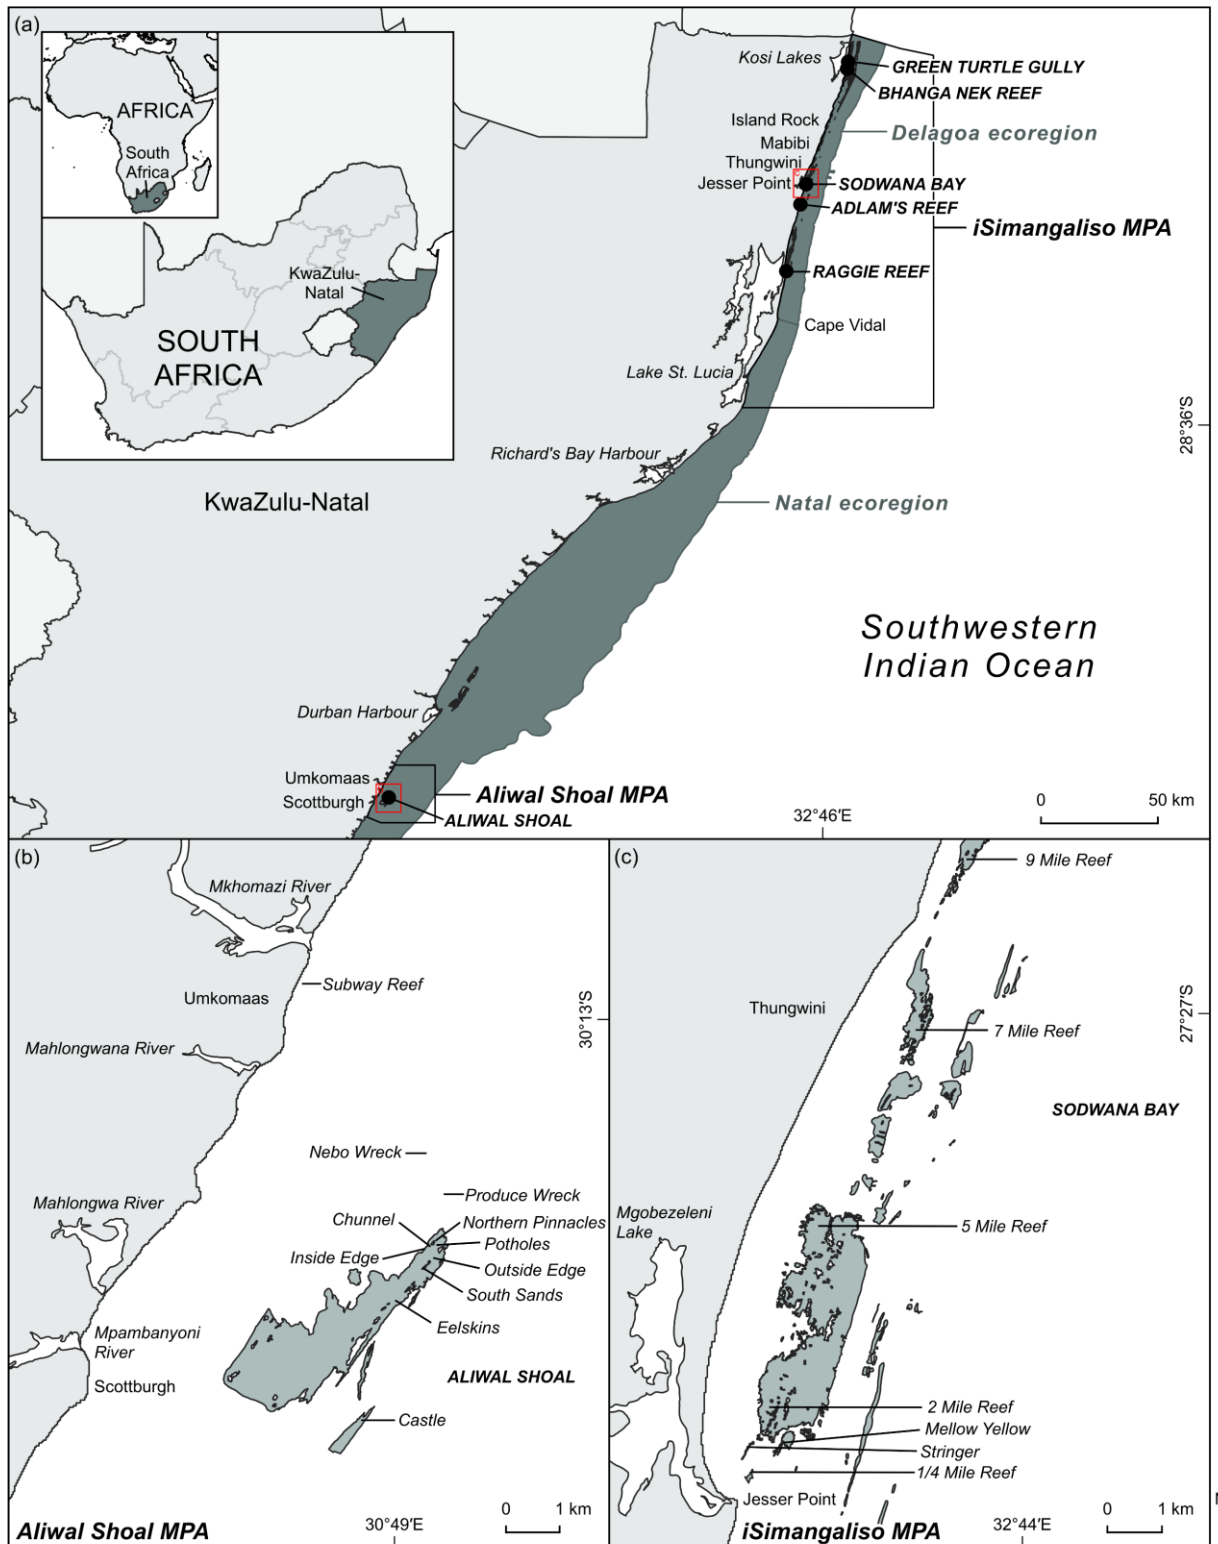 (a)
AFRICA
South
Africa
KwaZulu-
Natal
SOUTH
AFRICA
Kosi Lakes
GREEN TURTLE GULLY
BHANGA NEK REEF
Island Rock
Delagoa ecoregion
Mabibi
Thungwini
Jesser Point
SODWANA BAY
ADLAM'S REEF
iSimangaliso MPA
RAGGIE REEF
Cape Vidal
Lake St. Lucia
28°36'S
Richard's Bay Harbour
KwaZulu-Natal
Natal ecoregion
Southwestern
Indian Ocean
Durban Harbour
Umkomaas
Scottburgh
Aliwal Shoal MPA
ALIWAL SHOAL
32°46'E
0 50 km
(b)
Mkhomazi River
Umkomaas
Subway Reef
30°13'S
Mahlongwana River
Nebo Wreck
Produce Wreck
Mahlongwa River
Chunnel
Northern Pinnacles
Potholes
Inside Edge
Outside Edge
South Sands
Eelskins
Mpambanyoni
River
Scottburgh
ALIWAL SHOAL
Castle
0 1 km
Aliwal Shoal MPA
30°49'E
(c)
9 Mile Reef
Thungwini
27°27'S
7 Mile Reef
SODWANA BAY
Mgobezeleni
Lake
5 Mile Reef
2 Mile Reef
Mellow Yellow
Stringer
1/4 Mile Reef
Jesser Point
0 1 km
iSimangaliso MPA
32°44'E